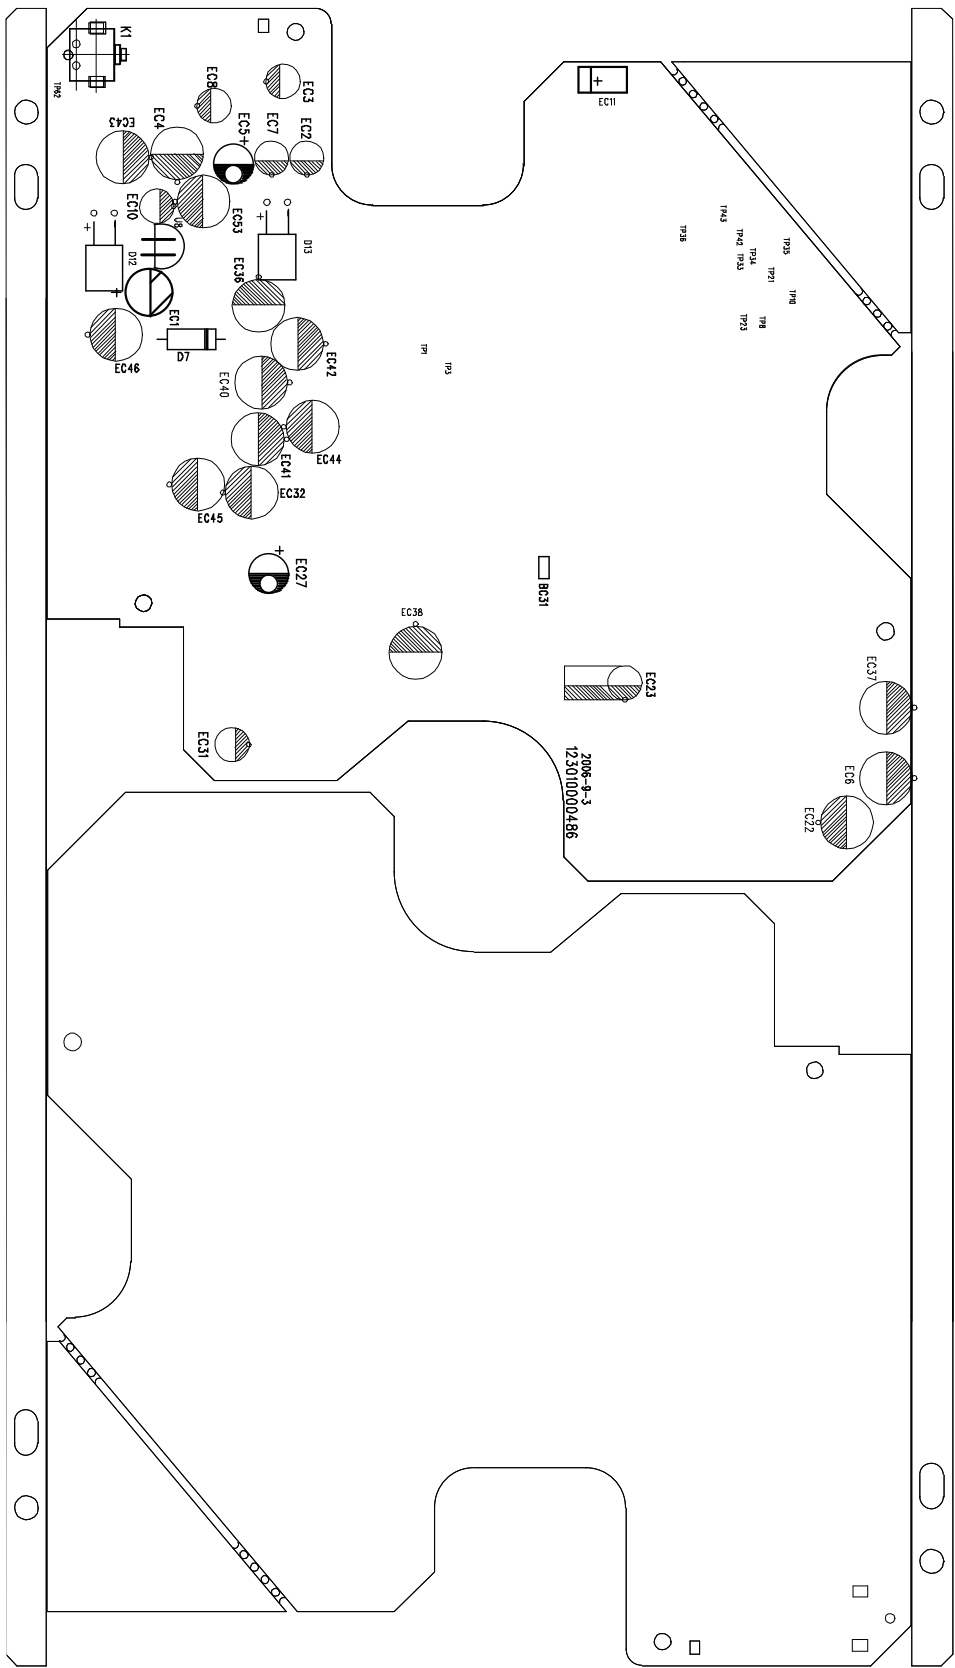 K1
TP62
EC8
EC3
EC11
EC43
EC4
EC5+
EC7
EC2
EC10
U8
EC53
+
D12
+
D13
TP43
TP36
TP42
TP33
TP34
TP35
TP21
TP10
TP23
TP8
EC36
+
EC1
EC46
D7
EC42
EC40
TP1
TP3
EC44
EC41
EC32
EC45
+
EC27
BC31
EC38
EC23
EC37
EC31
2006-9-3
123010000486
EC6
EC22